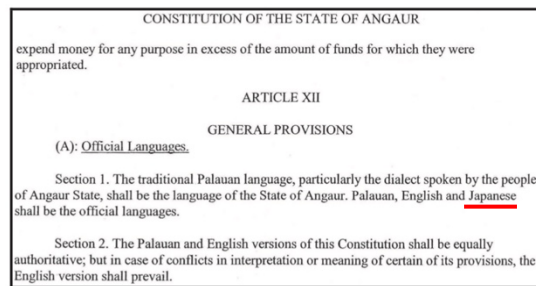 CONSTITUTION OF THE STATE OF ANGAUR
expend money for any purpose in excess of the amount of funds for which they were
appropriated.
ARTICLE XII
GENERAL PROVISIONS
(A): Official Languages.
Section 1. The traditional Palauan language, particularly the dialect spoken by the people
of Angaur State, shall be the language of the State of Angaur. Palauan, English and Japanese
shall be the official languages.
Section 2. The Palauan and English versions of this Constitution shall be equally
authoritative; but in case of conflicts in interpretation or meaning of certain of its provisions, the
English version shall prevail.